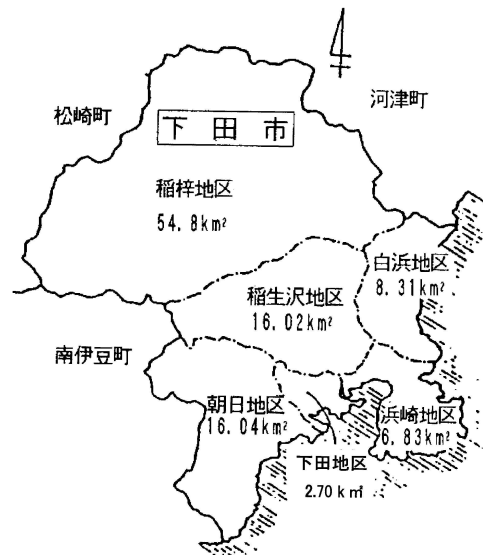 河津町
松崎町
下田市
稲梓地区
54.8km²
白浜地区
8.31km²
稲生沢地区
16.02km²
南伊豆町
朝日地区
16.04km²
浜崎地区
6.83km²
下田地区
2.70km²